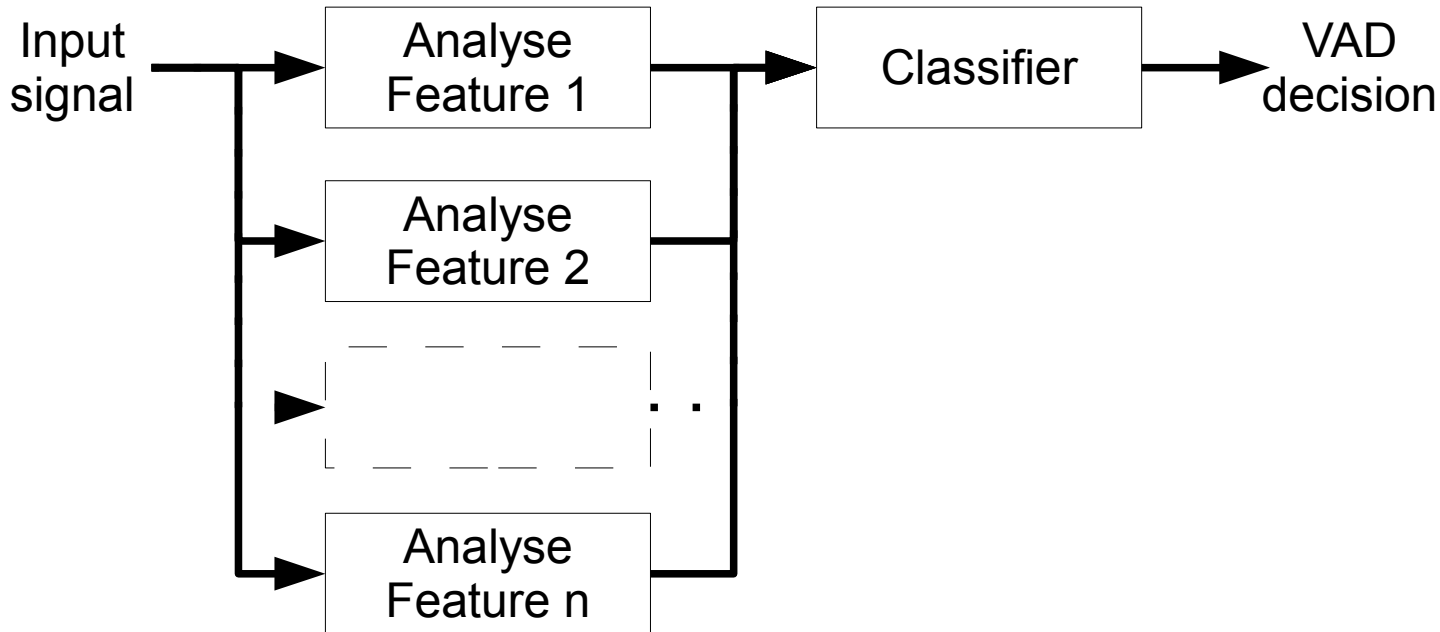 Input
signal
Analyse
Feature 1
Classifier
VAD
decision
Analyse
Feature 2
Analyse
Feature n